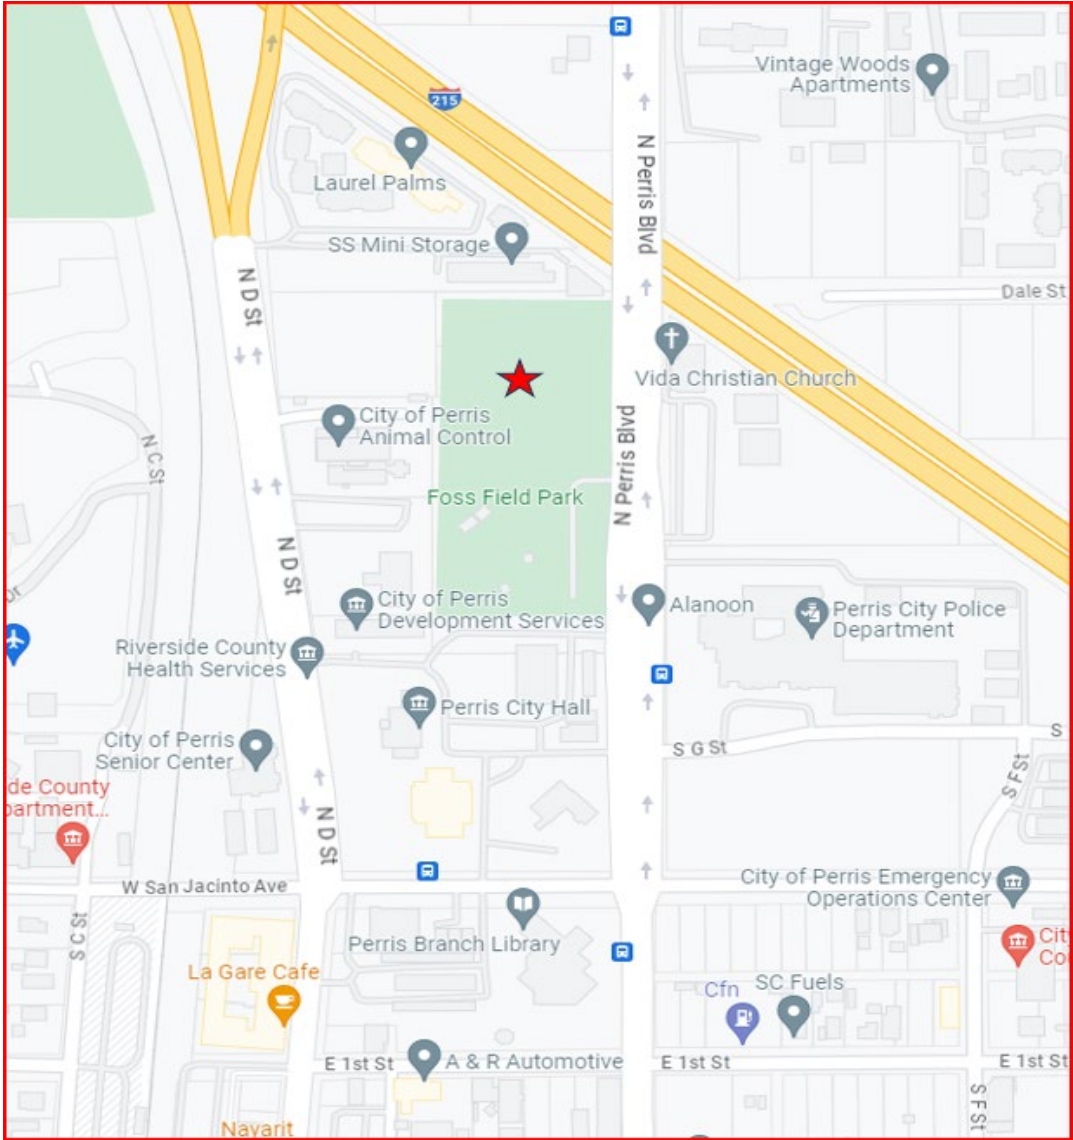 Vintage Woods
Apartments
215
N Perris Blvd
Laurel Palms
SS Mini Storage
N D St
Dale St
Vida Christian Church
City of Perris
Animal Control
N Perris Blvd
N C St
Foss Field Park
N D St
Dr
City of Perris
Development Services
Alanoon
Perris City Police
Department
Riverside County
Health Services
Perris City Hall
City of Perris
Senior Center
S G St
S
S F St
de County
partment...
N D St
W San Jacinto Ave
City of Perris Emergency
Operations Center
S C St
Perris Branch Library
City
Cou
La Gare Cafe
Cfn
SC Fuels
E 1st St
A & R Automotive
E 1st St
E 1st St
S F St
Nayarit